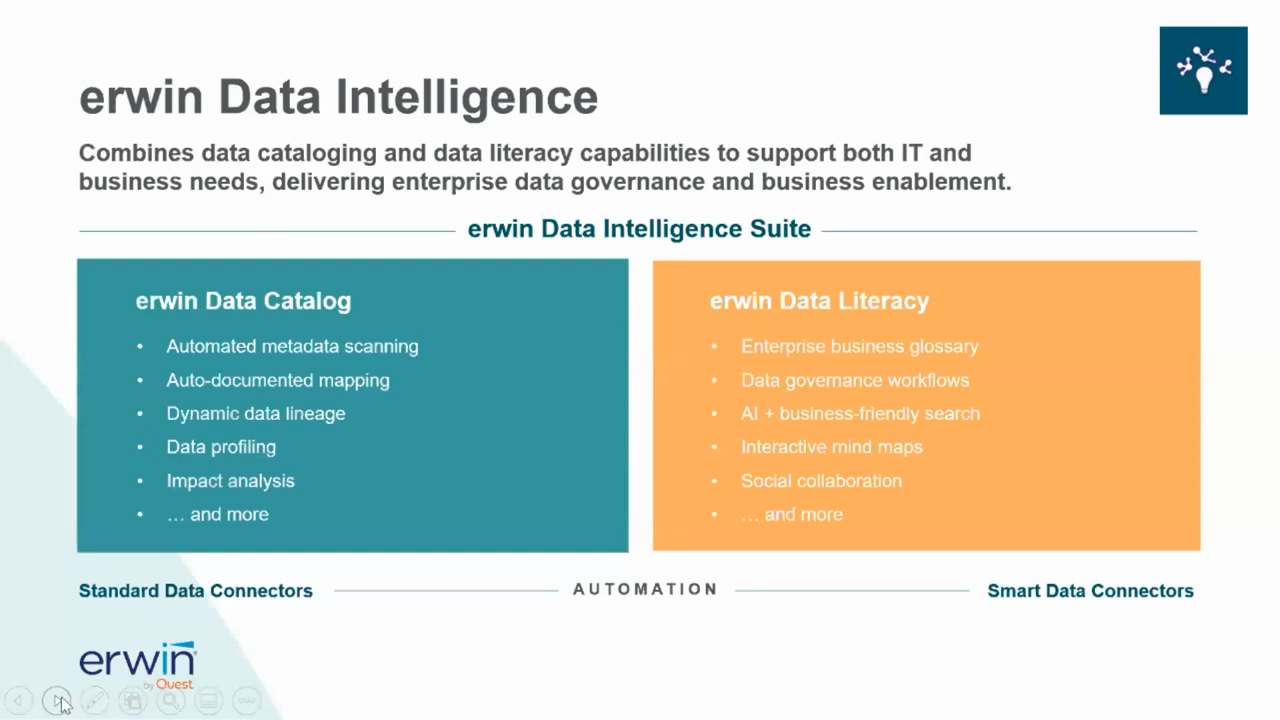 erwin Data Intelligence
Combines data cataloging and data literacy capabilities to support both IT and
business needs, delivering enterprise data governance and business enablement.
erwin Data Intelligence Suite
erwin Data Catalog
• Automated metadata scanning
• Auto-documented mapping
• Dynamic data lineage
• Data profiling
• Impact analysis
• … and more
erwin Data Literacy
• Enterprise business glossary
• Data governance workflows
• AI + business-friendly search
• Interactive mind maps
• Social collaboration
• … and more
Standard Data Connectors
AUTOMATION
Smart Data Connectors
erwin
by Quest